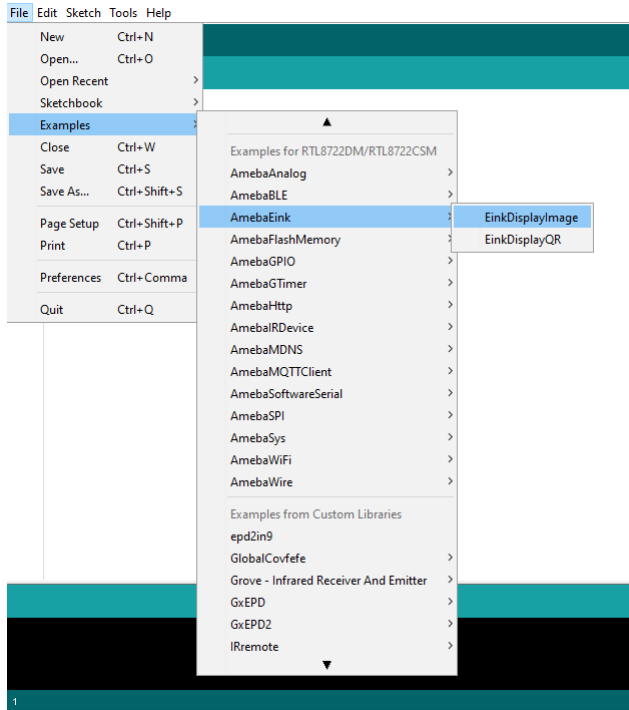 File Edit Sketch Tools Help
New Ctrl+N
Open... Ctrl+O
Open Recent
Sketchbook
Examples
Close Ctrl+W
Save Ctrl+S
Save As... Ctrl+Shift+S
Page Setup Ctrl+Shift+P
Print Ctrl+P
Preferences Ctrl+Comma
Quit Ctrl+Q
Examples for RTL8722DM/RTL8722CSM
AmebaAnalog
AmebaBLE
AmebaEink
AmebaFlashMemory
AmebaGPIO
AmebaGTimer
AmebaHttp
AmebaIRDevice
AmebaMDNS
AmebaMQTTClient
AmebaSoftwareSerial
AmebaSPI
AmebaSys
AmebaWiFi
AmebaWire
Examples from Custom Libraries
epd2in9
GlobalCovfefe
Grove - Infrared Receiver And Emitter
GxEPD
GxEPD2
IRremote
EinkDisplayImage
EinkDisplayQR
1